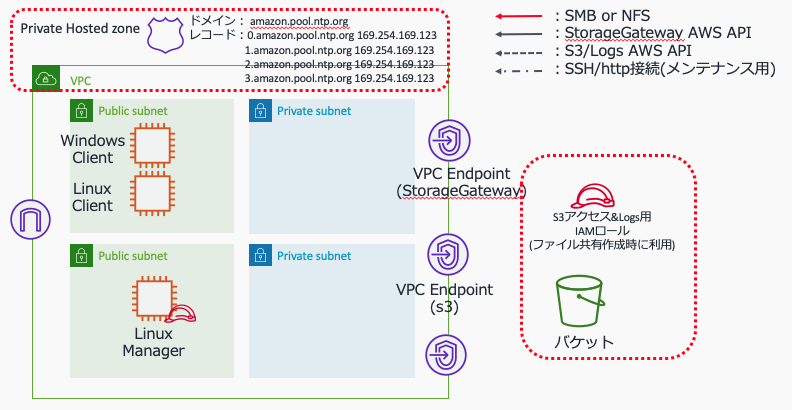 Private Hosted zone
ドメイン： amazon.pool.ntp.org
レコード：0.amazon.pool.ntp.org 169.254.169.123
1.amazon.pool.ntp.org 169.254.169.123
2.amazon.pool.ntp.org 169.254.169.123
3.amazon.pool.ntp.org 169.254.169.123
：SMB or NFS
：StorageGateway AWS API
：S3/Logs AWS API
：SSH/http接続(メンテナンス用)
VPC
Public subnet
Private subnet
Windows
Client
Linux
Client
VPC Endpoint
(StorageGateway)
S3アクセス&Logs用
IAMロール
(ファイル共有作成時に利用)
Public subnet
Private subnet
Linux
Manager
VPC Endpoint
(s3)
バケット